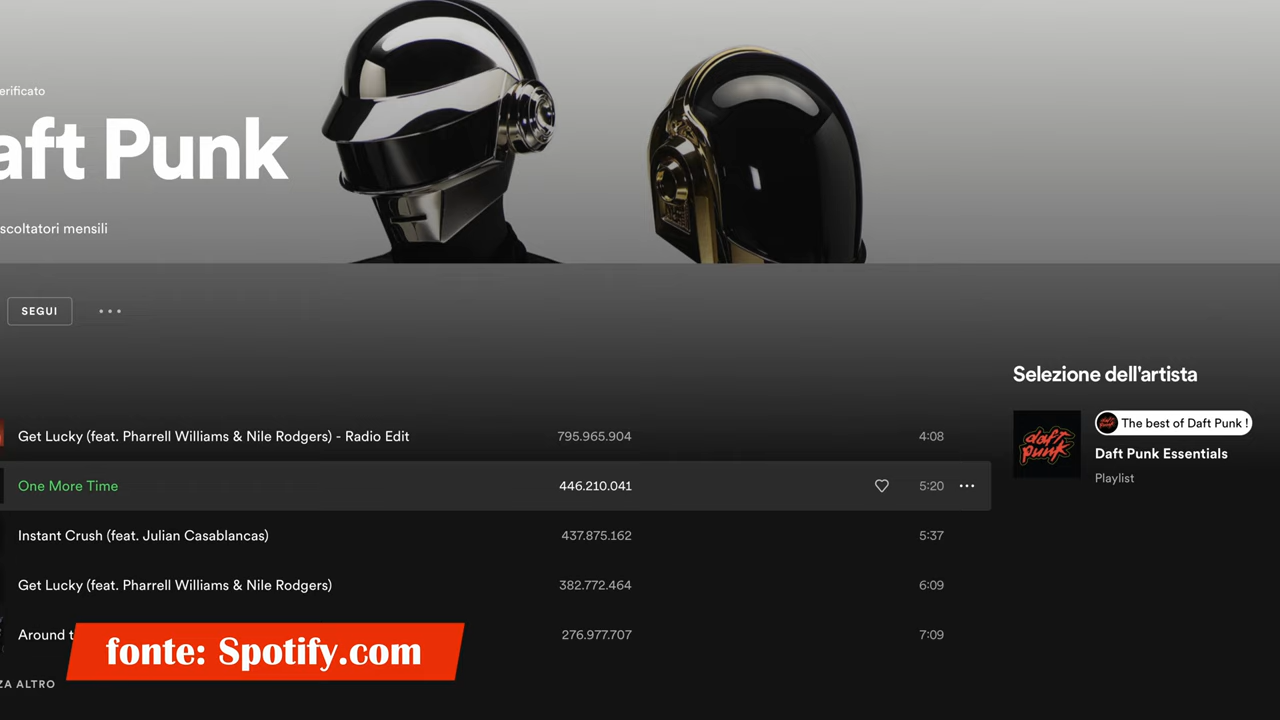 erificato
aft Punk
scoltatori mensili
SEGUI
Selezione dell'artista
The best of Daft Punk !
daft punk
Daft Punk Essentials
Playlist
Get Lucky (feat. Pharrell Williams & Nile Rodgers) - Radio Edit 795.965.904 4:08
One More Time 446.210.041 5:20
Instant Crush (feat. Julian Casablancas) 437.875.162 5:37
Get Lucky (feat. Pharrell Williams & Nile Rodgers) 382.772.464 6:09
Around t 276.977.707 7:09
fonte: Spotify.com
ZA ALTRO